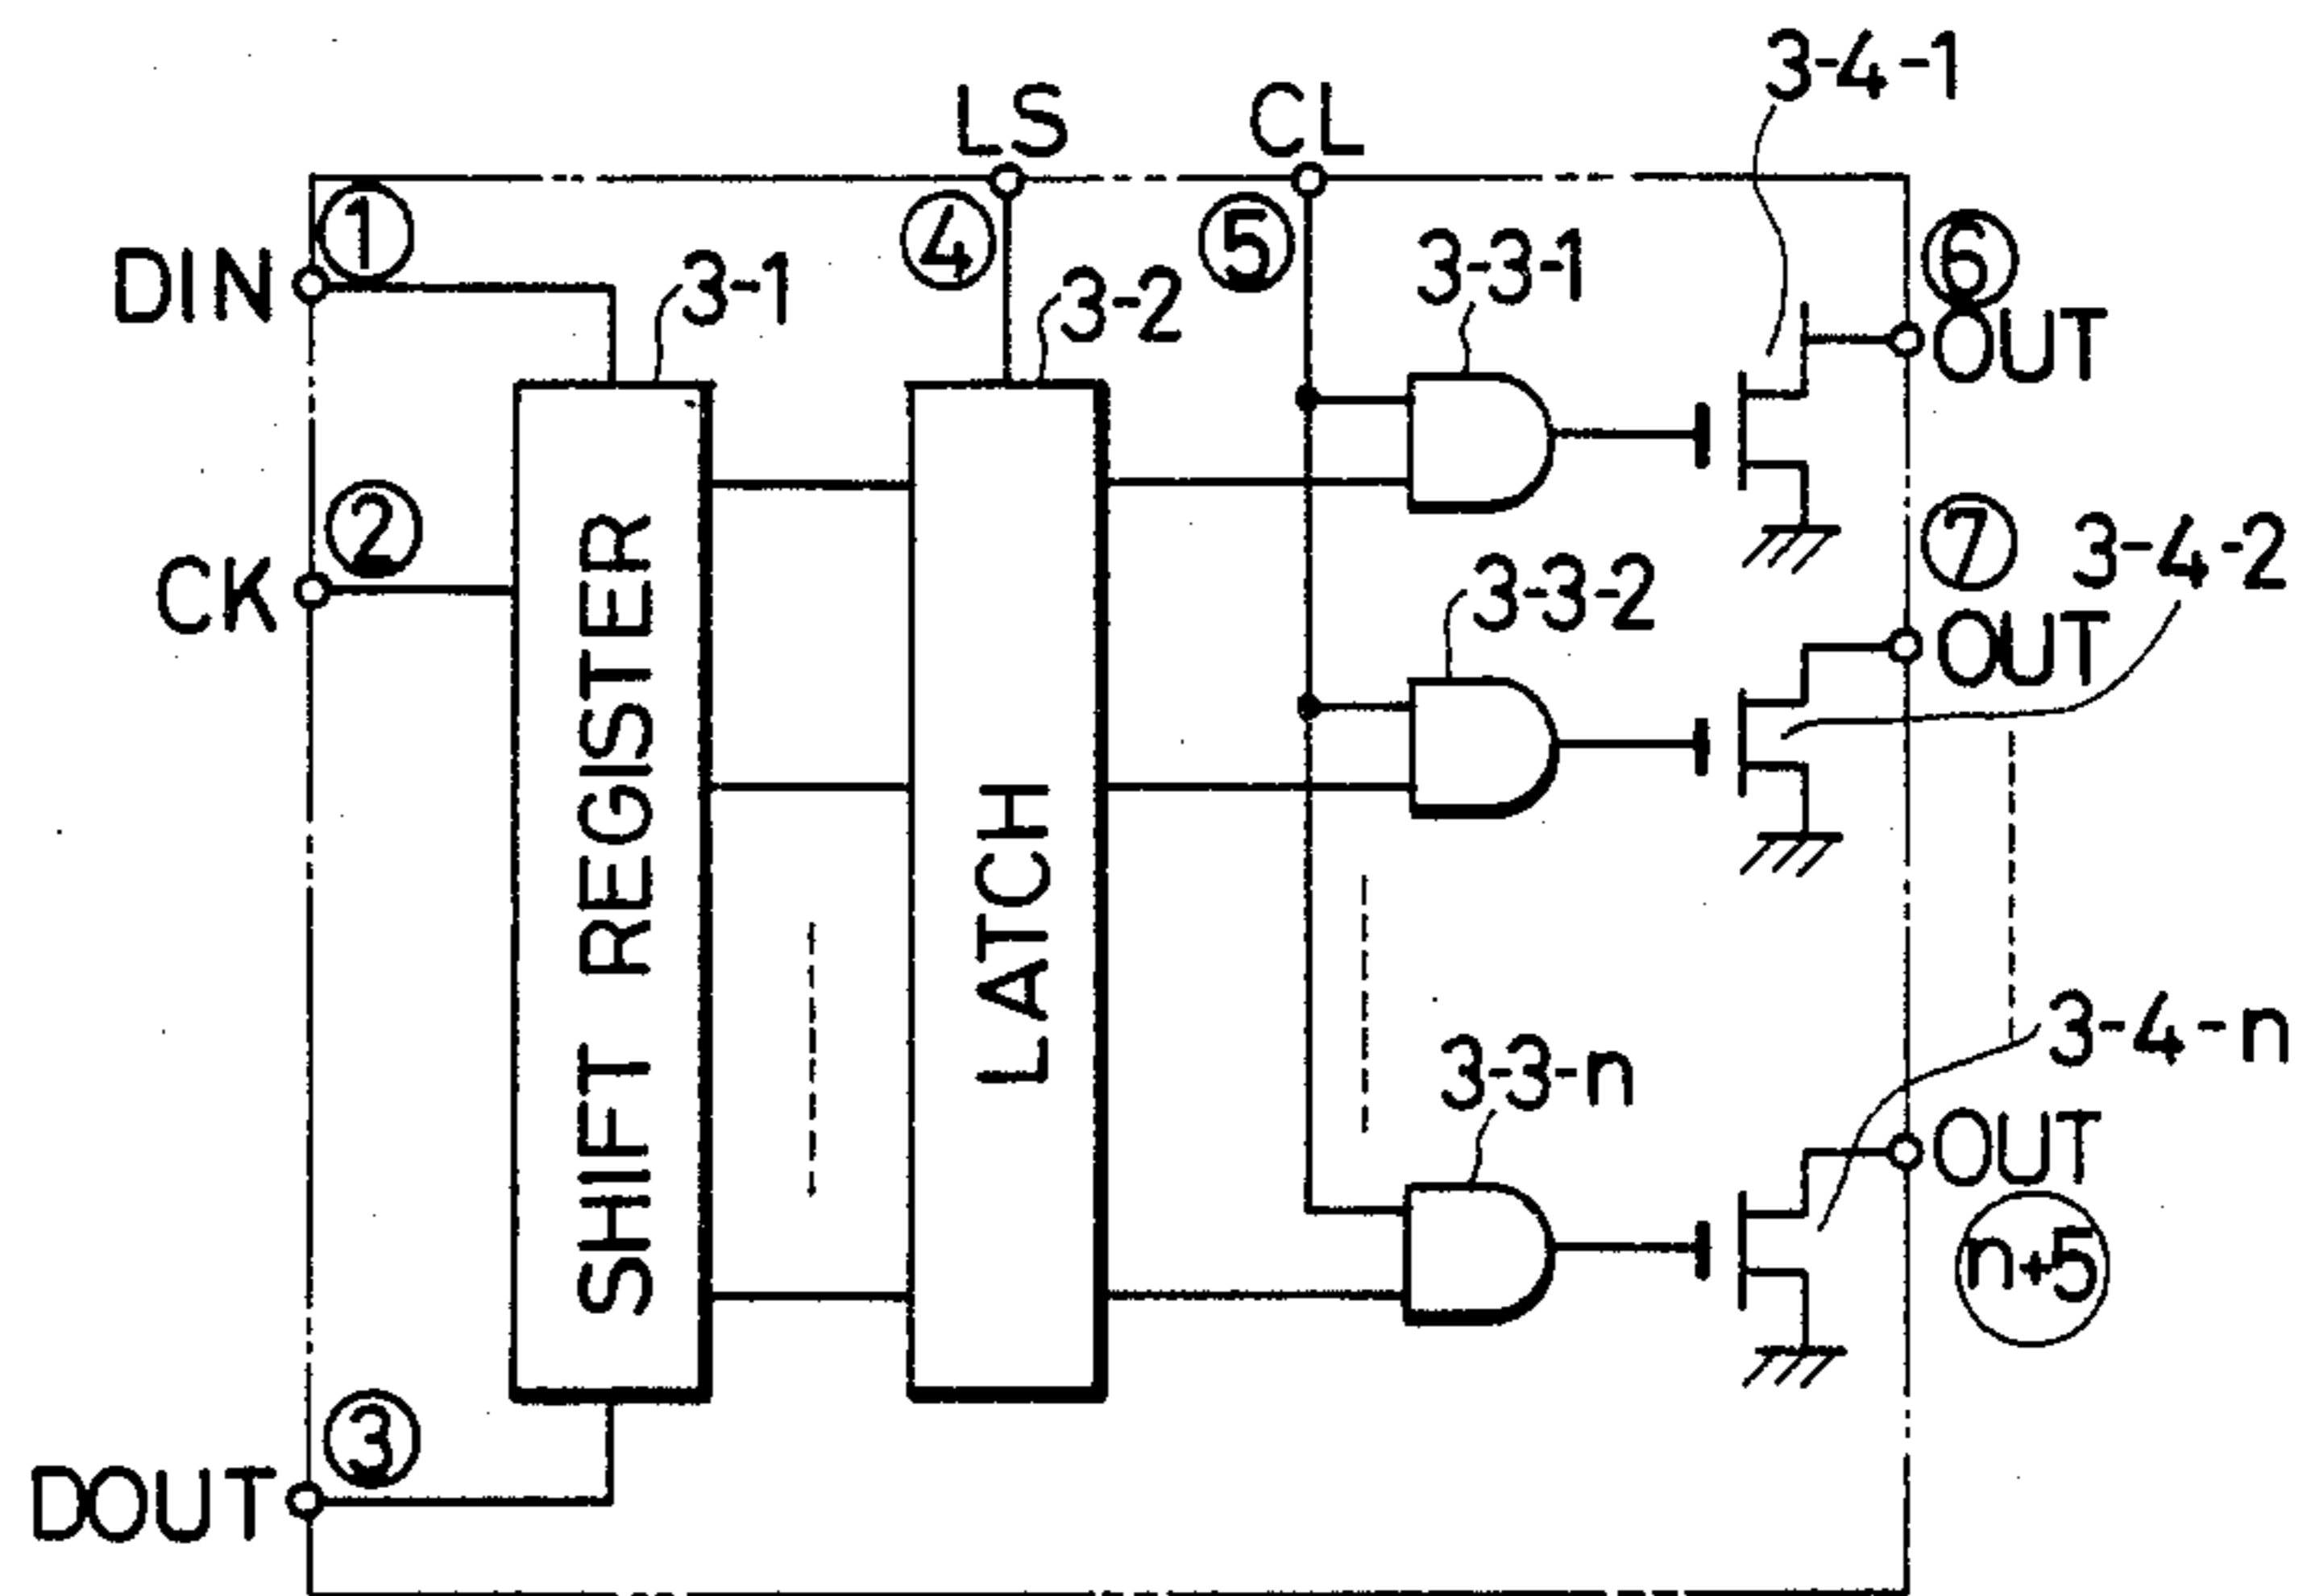 3-4-1
LS
CL
①
④
⑤
⑥
DIN
3-1
3-2
3-3-1
OUT
②
CK
⑦
3-4-2
3-3-2
OUT
SHIFT REGISTER
LATCH
3-4-n
3-3-n
OUT
n+5
③
DOUT